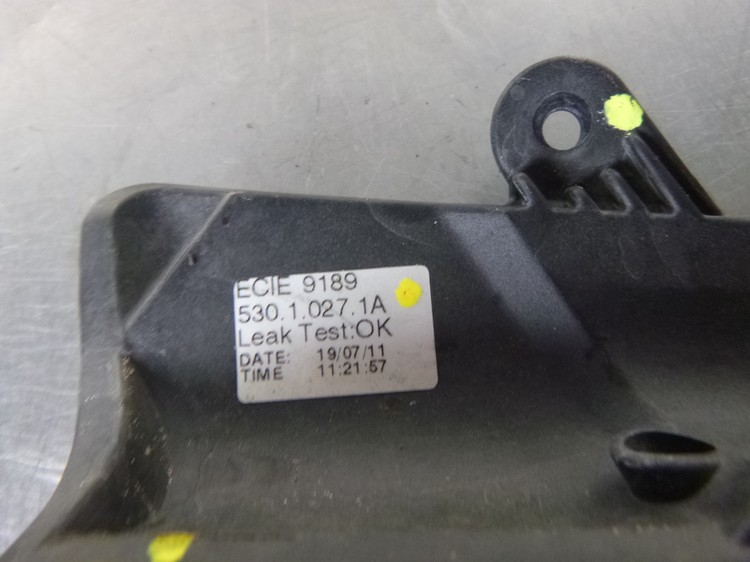 ECIE 9189
530.1.027.1A
Leak Test:OK
DATE: 19/07/11
TIME 11:21:57